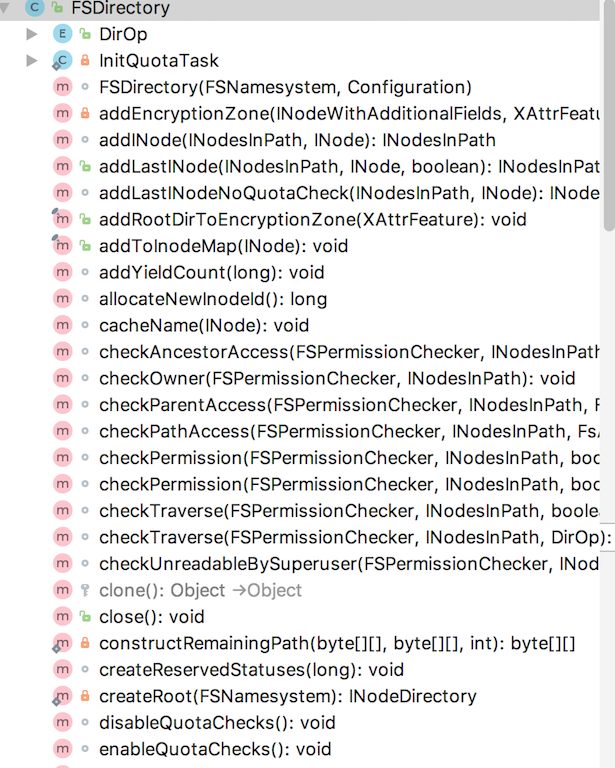 C FSDirectory
E DirOp
C InitQuotaTask
m FSDirectory(FSNamesystem, Configuration)
m addEncryptionZone(INodeWithAdditionalFields, XAttrFeatu
m addINode(INodesInPath, INode): INodesInPath
m addLastINode(INodesInPath, INode, boolean): INodesInPat
m addLastINodeNoQuotaCheck(INodesInPath, INode): INode
m addRootDirToEncryptionZone(XAttrFeature): void
m addToInodeMap(INode): void
m addYieldCount(long): void
m allocateNewInodeId(): long
m cacheName(INode): void
m checkAncestorAccess(FSPermissionChecker, INodesInPath
m checkOwner(FSPermissionChecker, INodesInPath): void
m checkParentAccess(FSPermissionChecker, INodesInPath, F
m checkPathAccess(FSPermissionChecker, INodesInPath, FsA
m checkPermission(FSPermissionChecker, INodesInPath, boo
m checkPermission(FSPermissionChecker, INodesInPath, boo
m checkTraverse(FSPermissionChecker, INodesInPath, boolea
m checkTraverse(FSPermissionChecker, INodesInPath, DirOp):
m checkUnreadableBySuperuser(FSPermissionChecker, INod
m clone(): Object →Object
m close(): void
m constructRemainingPath(byte[][], byte[][], int): byte[][]
m createReservedStatuses(long): void
m createRoot(FSNamesystem): INodeDirectory
m disableQuotaChecks(): void
m enableQuotaChecks(): void